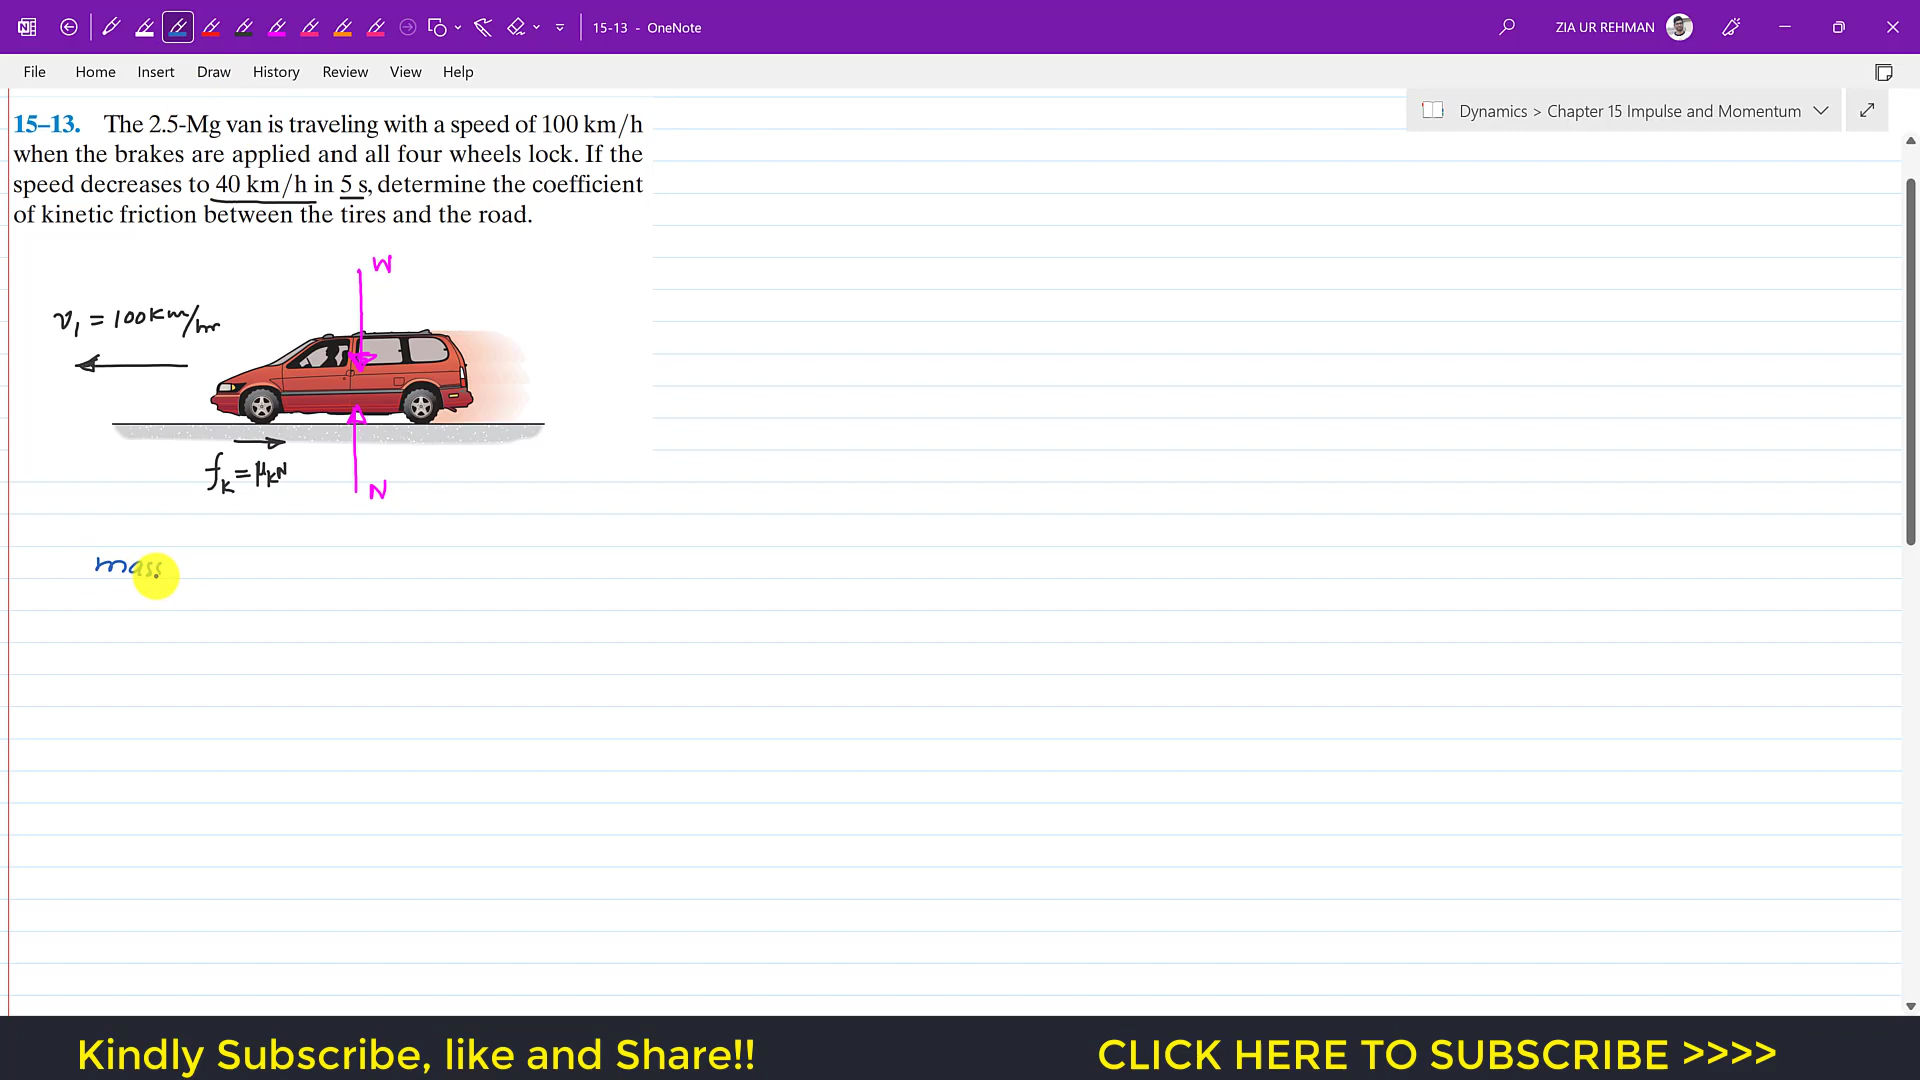 15-13 - OneNote
ZIA UR REHMAN
File Home Insert Draw History Review View Help
Dynamics > Chapter 15 Impulse and Momentum
15–13. The 2.5-Mg van is traveling with a speed of 100 km/h
when the brakes are applied and all four wheels lock. If the
speed decreases to 40 km/h in 5 s, determine the coefficient
of kinetic friction between the tires and the road.
W
v₁ = 100 km/hr
fₖ = μₖN
N
mass
Kindly Subscribe, like and Share!!
CLICK HERE TO SUBSCRIBE >>>>